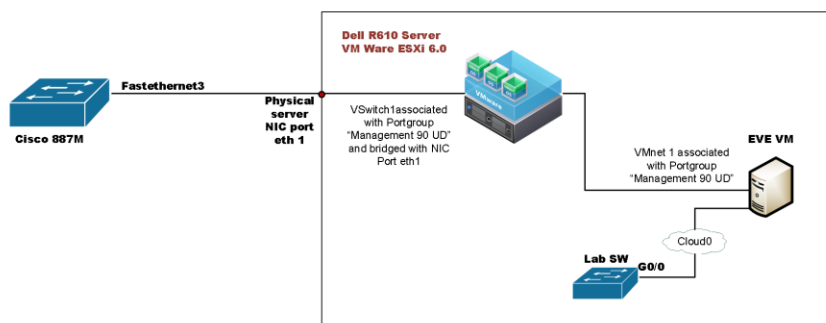 Dell R610 Server
VM Ware ESXi 6.0
Fastethernet3
Cisco 887M
Physical
server
NIC port
eth 1
VSwitch1associated
with Portgroup
“Management 90 UD”
and bridged with NIC
Port eth1
VMware
VMnet 1 associated
with Portgroup
“Management 90 UD”
EVE VM
Cloud0
Lab SW
G0/0